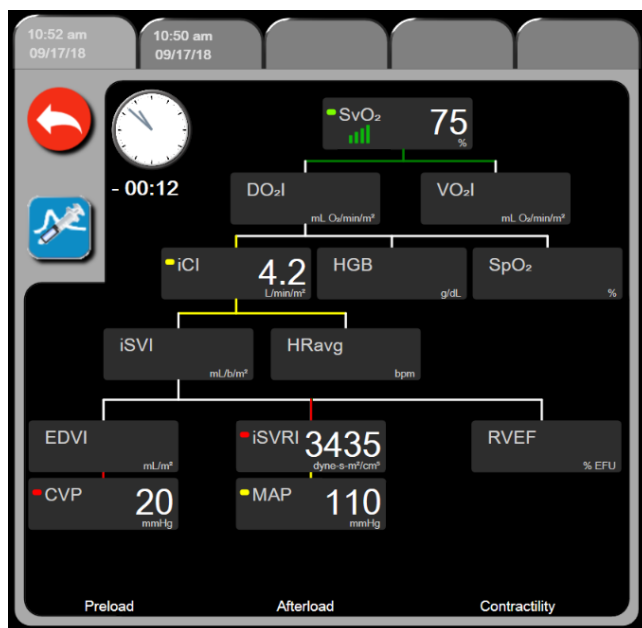 10:52 am
09/17/18
10:50 am
09/17/18
- 00:12
SvO₂ 75
%
DO₂I
mL O₂/min/m²
VO₂I
mL O₂/min/m²
iCI 4.2
L/min/m²
HGB
g/dL
SpO₂
%
iSVI
mL/b/m²
HRavg
bpm
EDVI
mL/m²
iSVRI 3435
dyne-s-m²/cm⁵
RVEF
% EFU
CVP 20
mmHg
MAP 110
mmHg
Preload
Afterload
Contractility